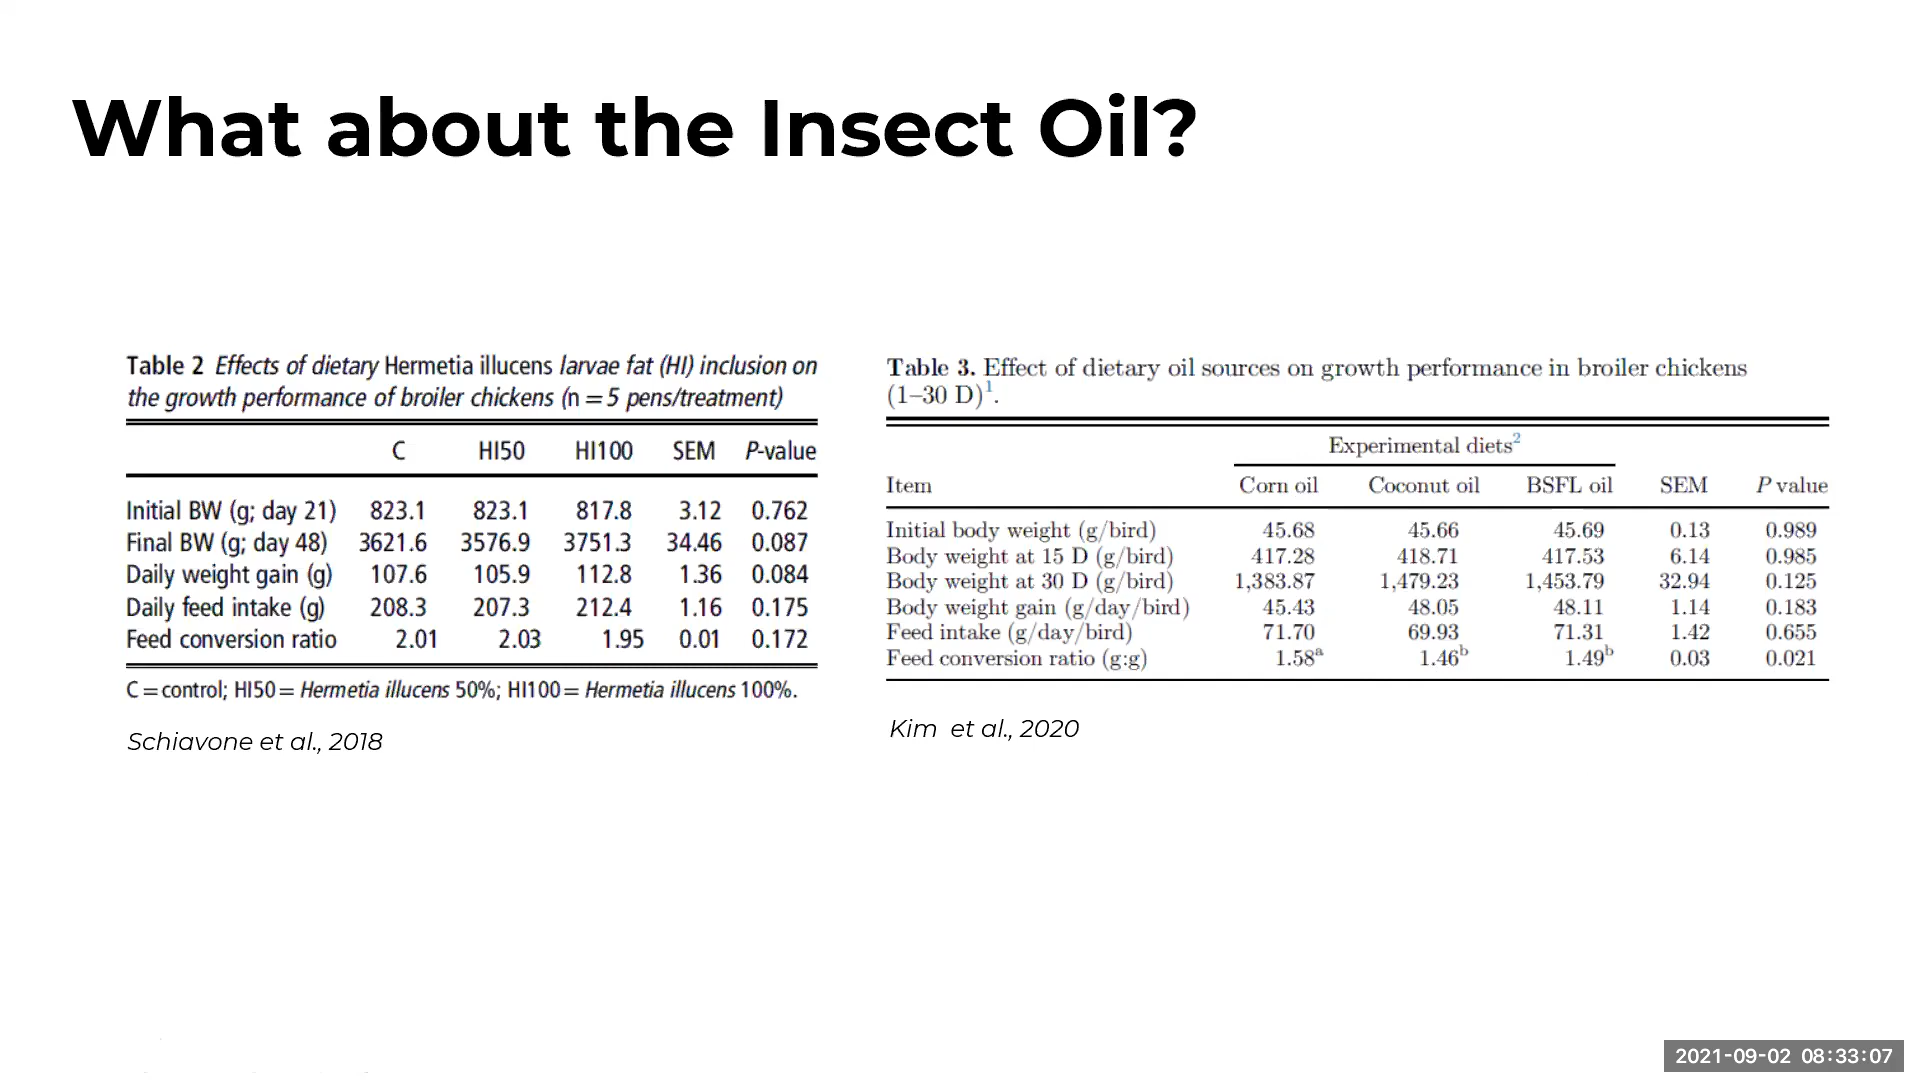 What about the Insect Oil?
Table 2 Effects of dietary Hermetia illucens larvae fat (HI) inclusion on
the growth performance of broiler chickens (n = 5 pens/treatment)
C HI50 HI100 SEM P-value
Initial BW (g; day 21) 823.1 823.1 817.8 3.12 0.762
Final BW (g; day 48) 3621.6 3576.9 3751.3 34.46 0.087
Daily weight gain (g) 107.6 105.9 112.8 1.36 0.084
Daily feed intake (g) 208.3 207.3 212.4 1.16 0.175
Feed conversion ratio 2.01 2.03 1.95 0.01 0.172
C = control; HI50 = Hermetia illucens 50%; HI100 = Hermetia illucens 100%.
Schiavone et al., 2018
Table 3. Effect of dietary oil sources on growth performance in broiler chickens
(1–30 D)1.
Experimental diets2
Item Corn oil Coconut oil BSFL oil SEM P value
Initial body weight (g/bird) 45.68 45.66 45.69 0.13 0.989
Body weight at 15 D (g/bird) 417.28 418.71 417.53 6.14 0.985
Body weight at 30 D (g/bird) 1,383.87 1,479.23 1,453.79 32.94 0.125
Body weight gain (g/day/bird) 45.43 48.05 48.11 1.14 0.183
Feed intake (g/day/bird) 71.70 69.93 71.31 1.42 0.655
Feed conversion ratio (g:g) 1.58a 1.46b 1.49b 0.03 0.021
Kim et al., 2020
2021-09-02 08:33:07